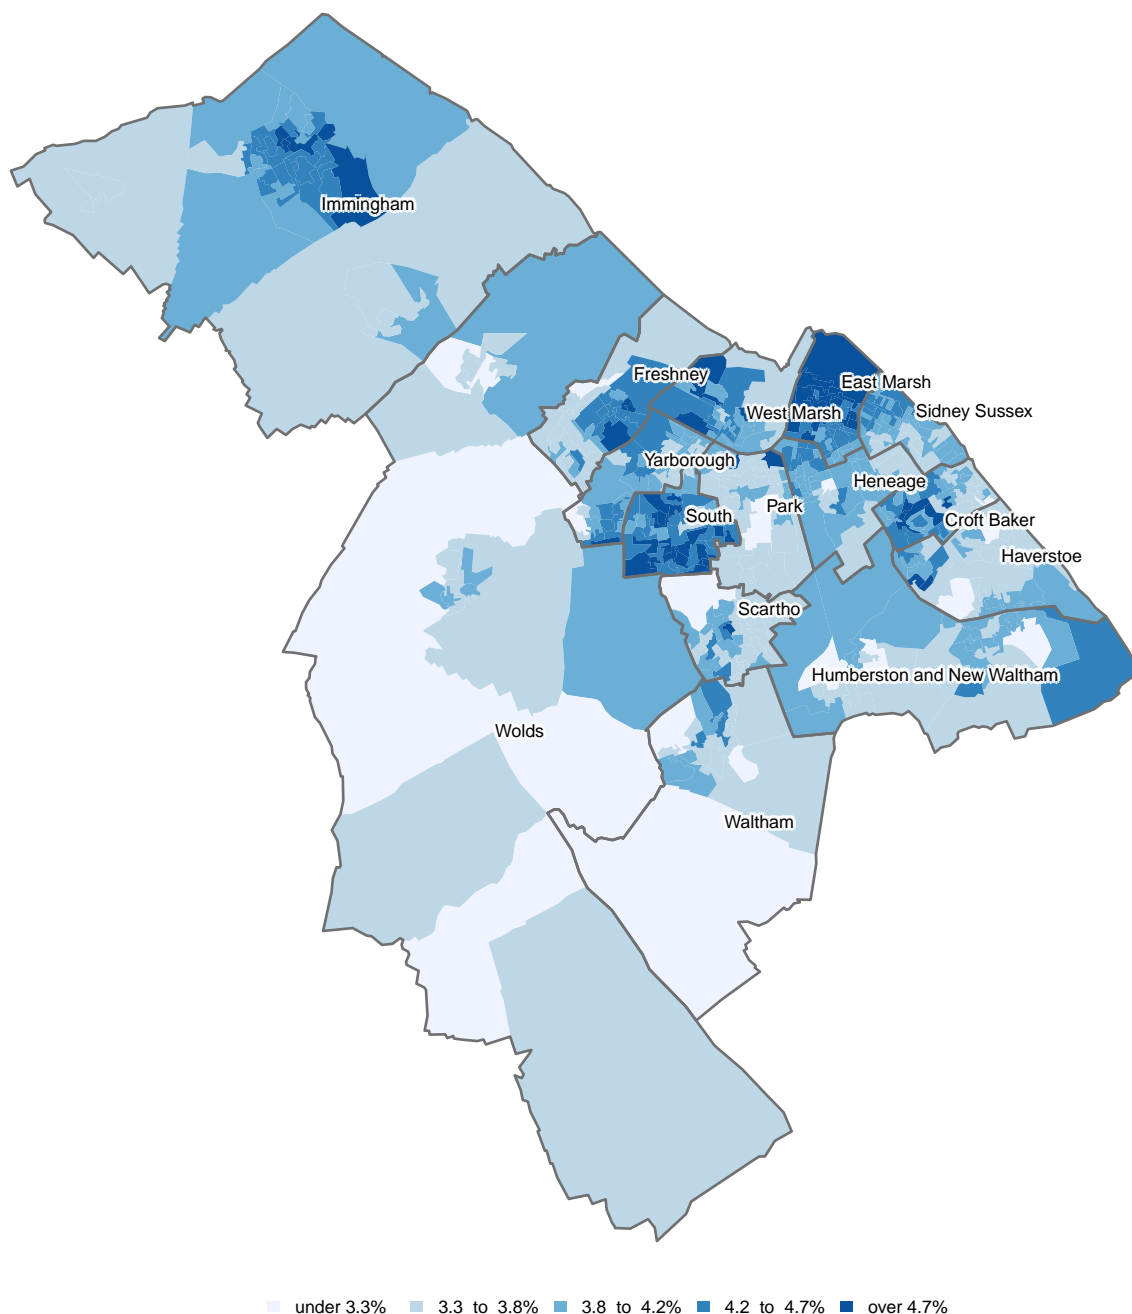 Immingham
Freshney
East Marsh
West Marsh
Sidney Sussex
Yarborough
Heneage
Park
South
Croft Baker
Haverstoe
Scartho
Humberston and New Waltham
Wolds
Waltham
under 3.3% 3.3 to 3.8% 3.8 to 4.2% 4.2 to 4.7% over 4.7%